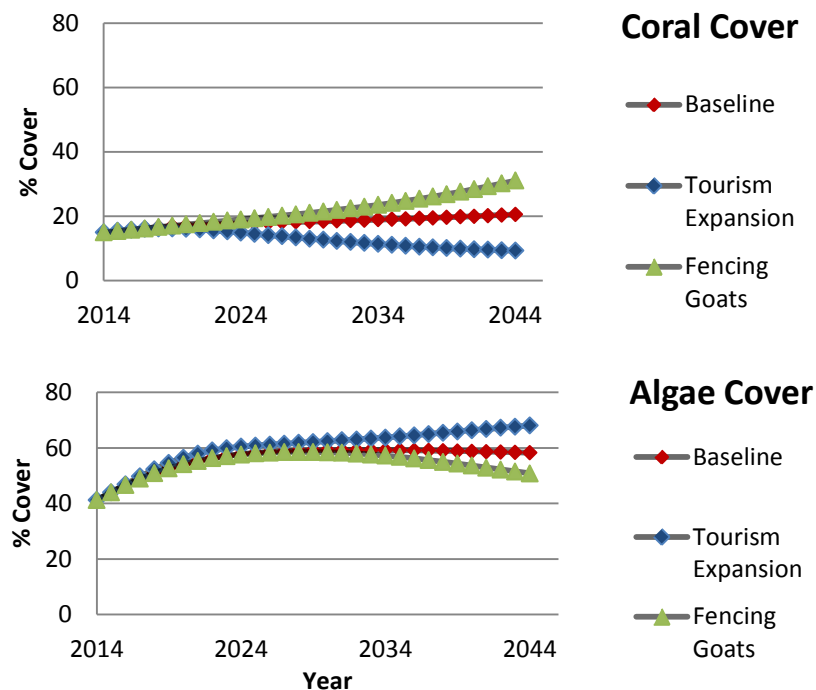 Coral Cover
80
60
40
20
0
% Cover
2014
2024
2034
2044
Baseline
Tourism
Expansion
Fencing
Goats
Algae Cover
80
60
40
20
0
% Cover
2014
2024
2034
2044
Year
Baseline
Tourism
Expansion
Fencing
Goats